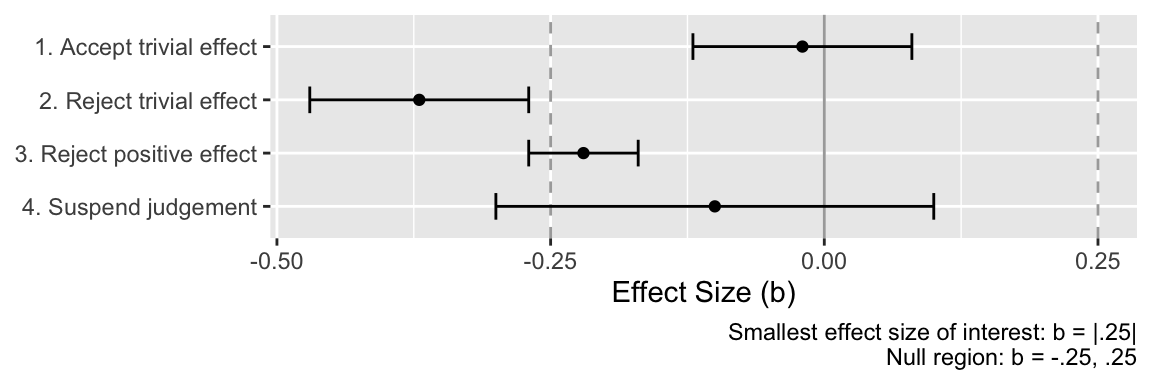 1. Accept trivial effect
2. Reject trivial effect
3. Reject positive effect
4. Suspend judgement
-0.50 -0.25 0.00 0.25
Effect Size (b)
Smallest effect size of interest: b = |.25|
Null region: b = -.25, .25